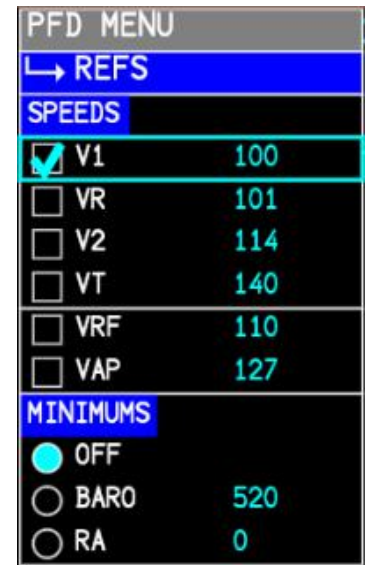 PFD MENU
REFS
SPEEDS
V1 100
VR 101
V2 114
VT 140
VRF 110
VAP 127
MINIMUMS
OFF
BARO 520
RA 0